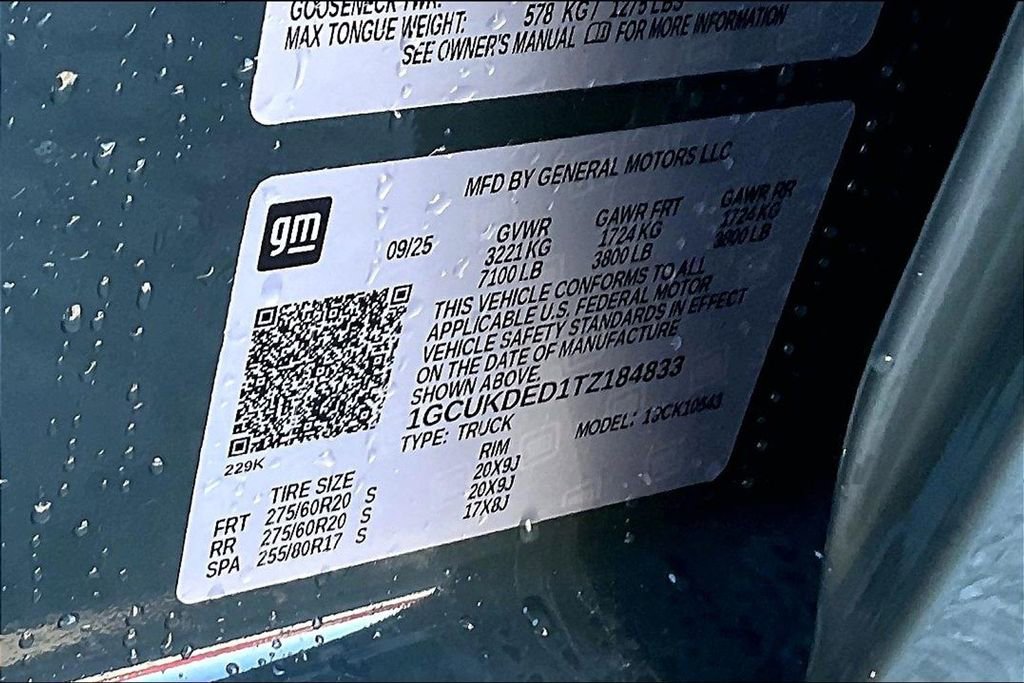 GOOSENECK TWR:
MAX TONGUE WEIGHT: 578 KG / 1275 LBS
SEE OWNER'S MANUAL FOR MORE INFORMATION
gm
MFD BY GENERAL MOTORS LLC
09/25 GVWR GAWR FRT GAWR RR
3221 KG 1724 KG 1724 KG
7100 LB 3800 LB 3800 LB
THIS VEHICLE CONFORMS TO ALL
APPLICABLE U.S. FEDERAL MOTOR
VEHICLE SAFETY STANDARDS IN EFFECT
ON THE DATE OF MANUFACTURE
SHOWN ABOVE.
1GCUKDED1TZ184833
TYPE: TRUCK MODEL:
229K
TIRE SIZE RIM
FRT 275/60R20 S 20X9J
RR 275/60R20 S 20X9J
SPA 255/80R17 S 17X8J